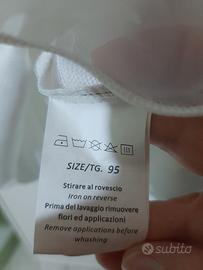 SIZE/TG. 95
Stirare al rovescio
Iron on reverse
Prima del lavaggio rimuovere
fiori ed applicazioni
Remove applications before
whashing
subito